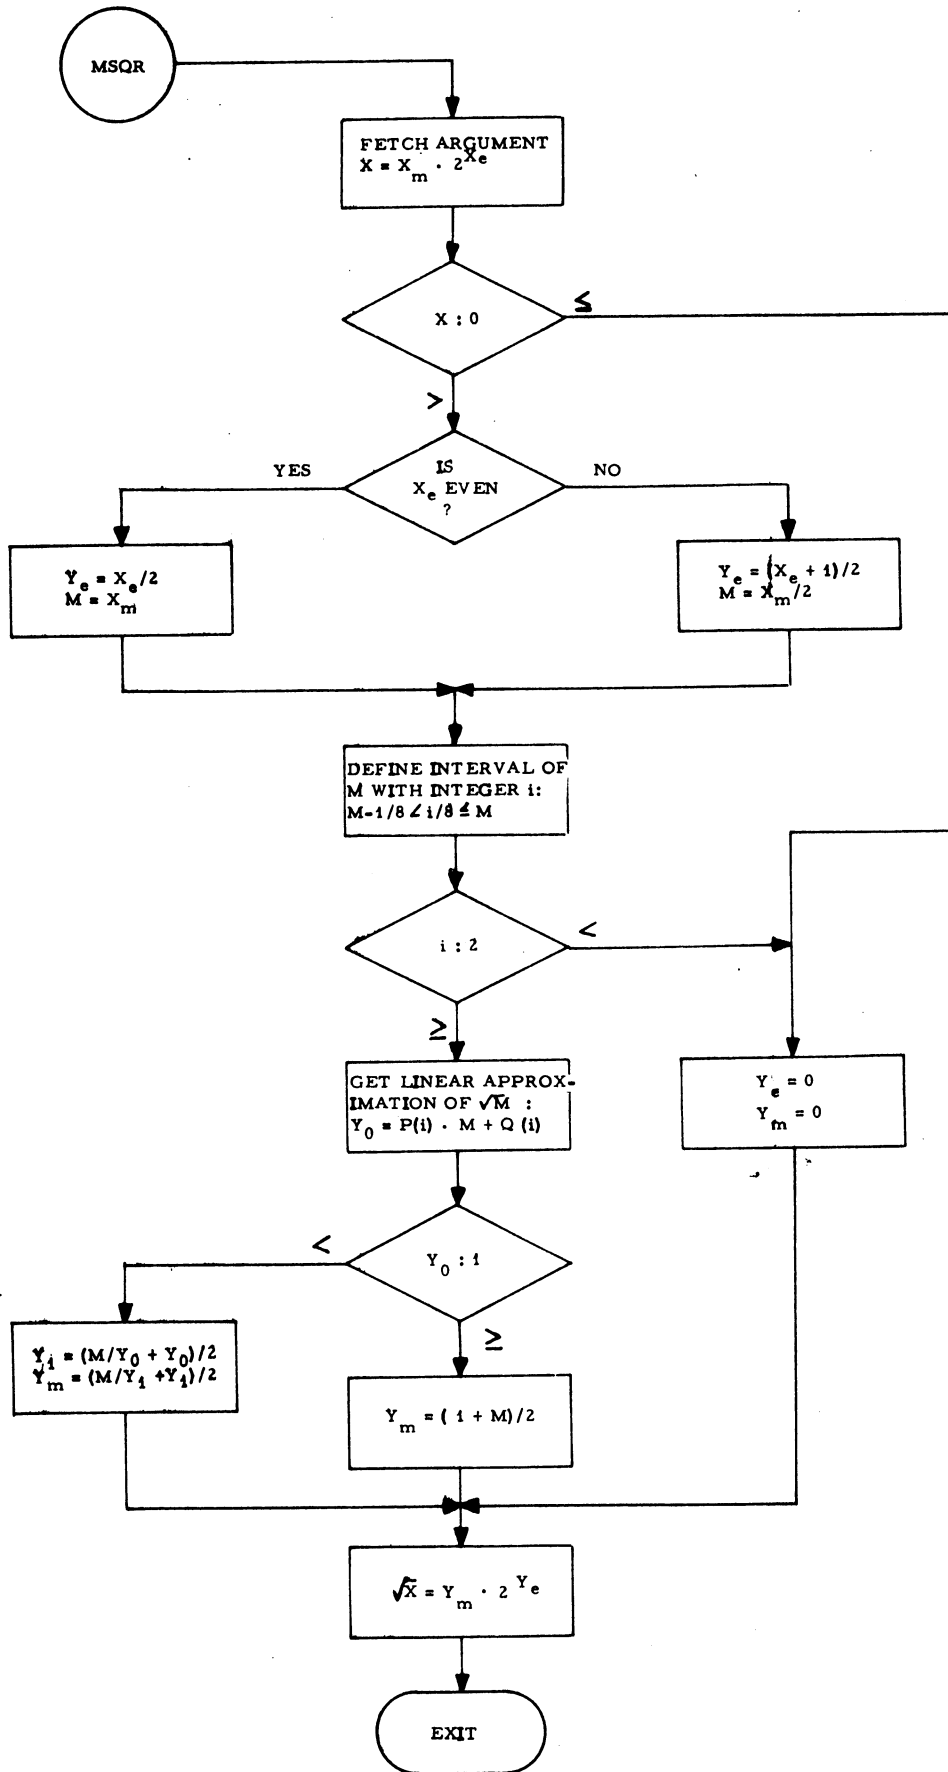 MSQR
FETCH ARGUMENT
X = Xm · 2^Xe
X : 0
≤
>
IS
Xe EVEN
?
YES
NO
Ye = Xe/2
M = Xm
Ye = (Xe + 1)/2
M = Xm/2
DEFINE INTERVAL OF
M WITH INTEGER i:
M-1/8 < i/8 ≤ M
i : 2
<
≥
GET LINEAR APPROX-
IMATION OF √M :
Y0 = P(i) · M + Q (i)
Ye = 0
Ym = 0
Y0 : 1
<
≥
Y1 = (M/Y0 + Y0)/2
Ym = (M/Y1 +Y1)/2
Ym = ( 1 + M)/2
√X = Ym · 2^Ye
EXIT